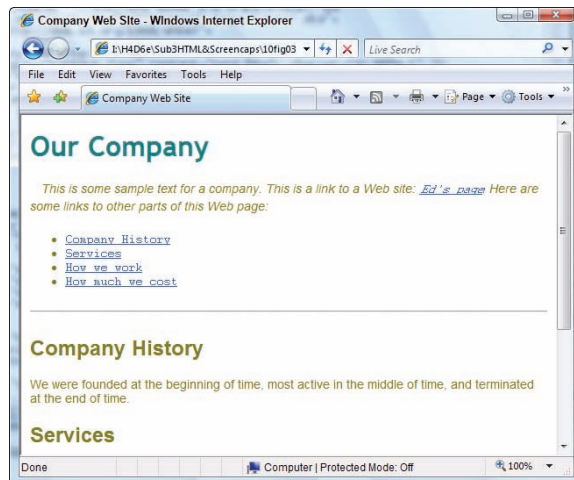 Company Web Site - Windows Internet Explorer
I:\H4D6e\Sub3HTML&Screencaps\10fig03
Live Search
File Edit View Favorites Tools Help
Company Web Site
Page Tools
Our Company
This is some sample text for a company. This is a link to a Web site: Ed's page Here are
some links to other parts of this Web page:
Company History
Services
How we work
How much we cost
Company History
We were founded at the beginning of time, most active in the middle of time, and terminated
at the end of time.
Services
Done
Computer | Protected Mode: Off
100%